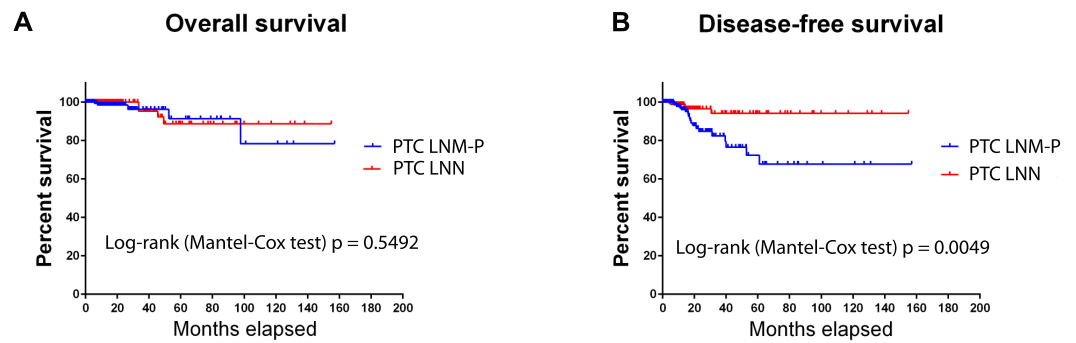 A
Overall survival
Percent survival
100
80
60
40
20
0
0 20 40 60 80 100 120 140 160 180 200
Months elapsed
PTC LNM-P
PTC LNN
Log-rank (Mantel-Cox test) p = 0.5492
B
Disease-free survival
Percent survival
100
80
60
40
20
0
0 20 40 60 80 100 120 140 160 180 200
Months elapsed
PTC LNM-P
PTC LNN
Log-rank (Mantel-Cox test) p = 0.0049